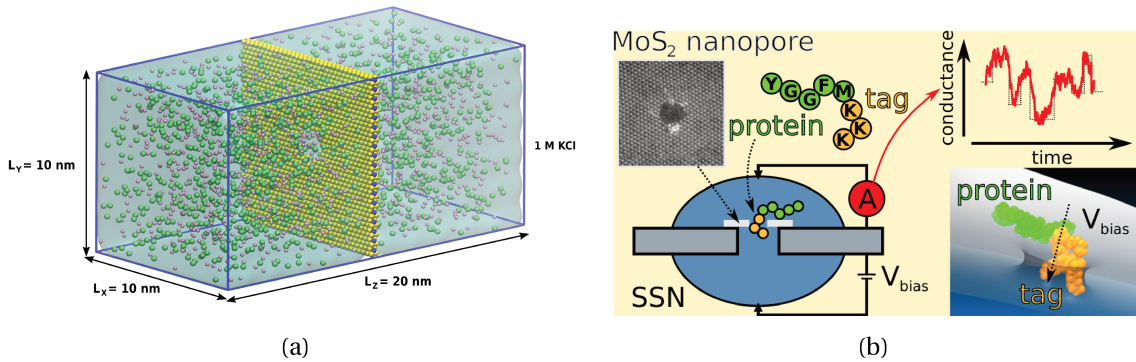 L_Y = 10 nm
L_X = 10 nm
L_Z = 20 nm
1 M KCl
(a)
MoS₂ nanopore
Y G G F M K K K
tag
protein
A
V_bias
SSN
conductance
time
protein
V_bias
tag
(b)